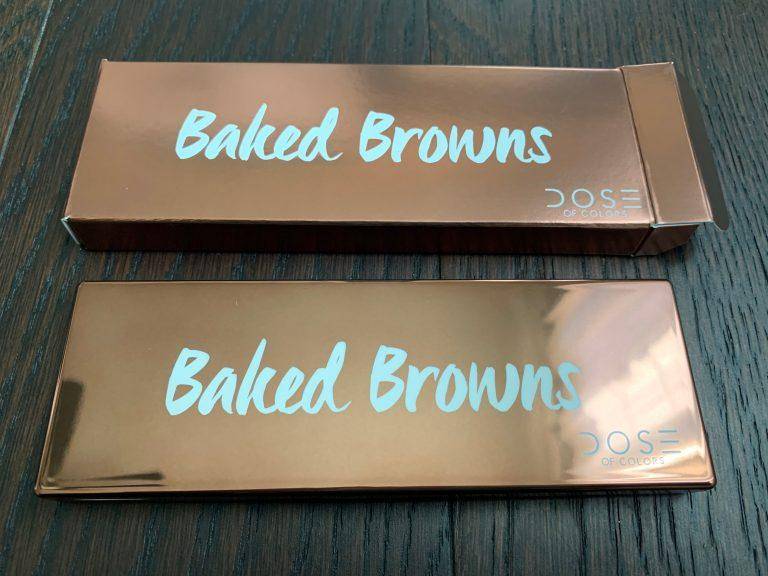 Baked Browns
DOSE
OF COLORS
Baked Browns
DOSE
OF COLORS